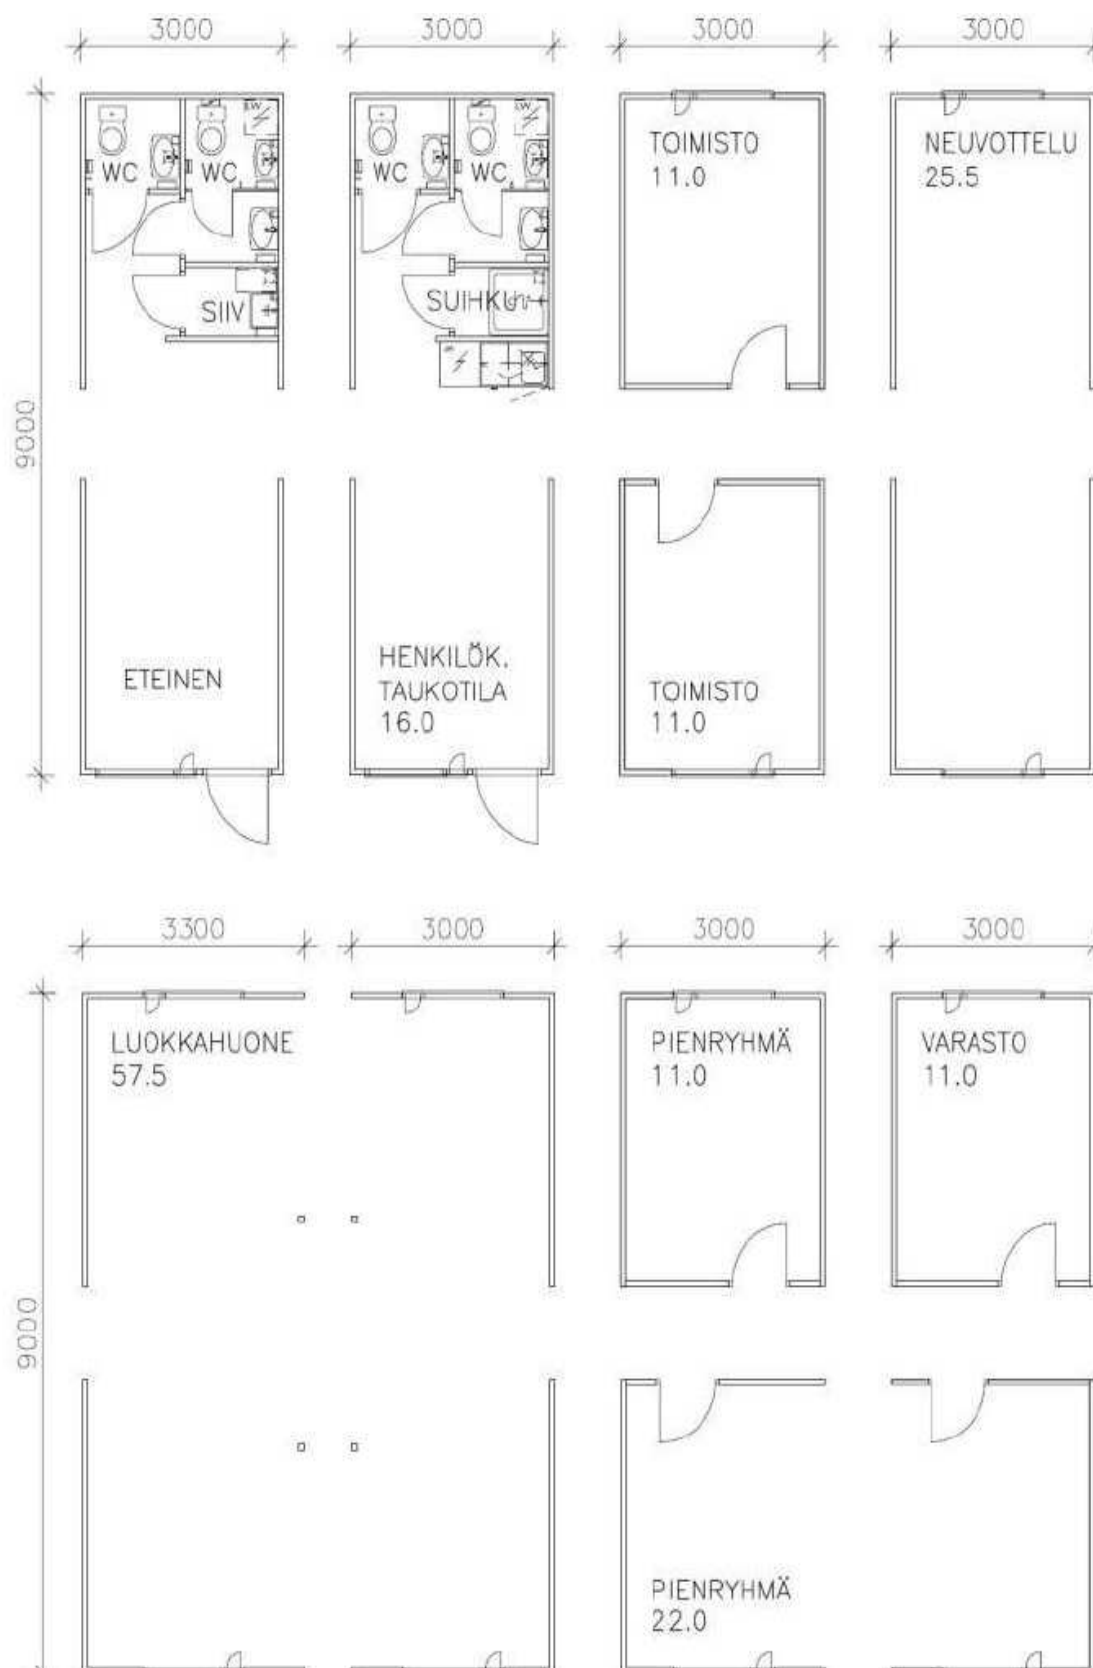 3000
3000
3000
3000
WC
WC
WC
WC
TOIMISTO
11.0
NEUVOTTELU
25.5
SIIV
SUIHKU
9000
ETEINEN
HENKILÖK.
TAUKOTILA
16.0
TOIMISTO
11.0
3300
3000
3000
3000
LUOKKAHUONE
57.5
PIENRYHMÄ
11.0
VARASTO
11.0
9000
PIENRYHMÄ
22.0